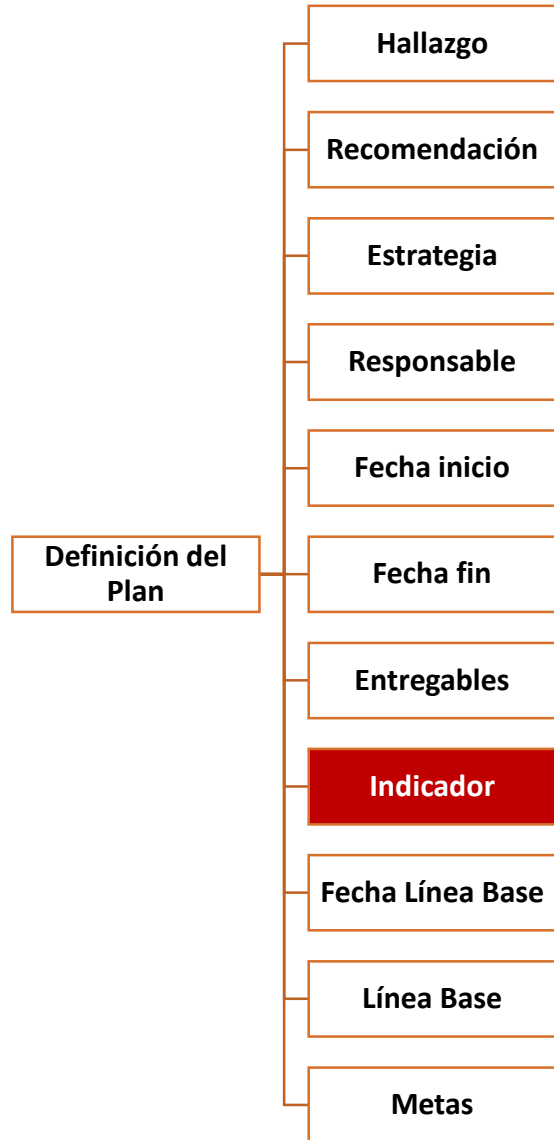 Hallazgo
Recomendación
Estrategia
Responsable
Fecha inicio
Definición del
Plan
Fecha fin
Entregables
Indicador
Fecha Línea Base
Línea Base
Metas